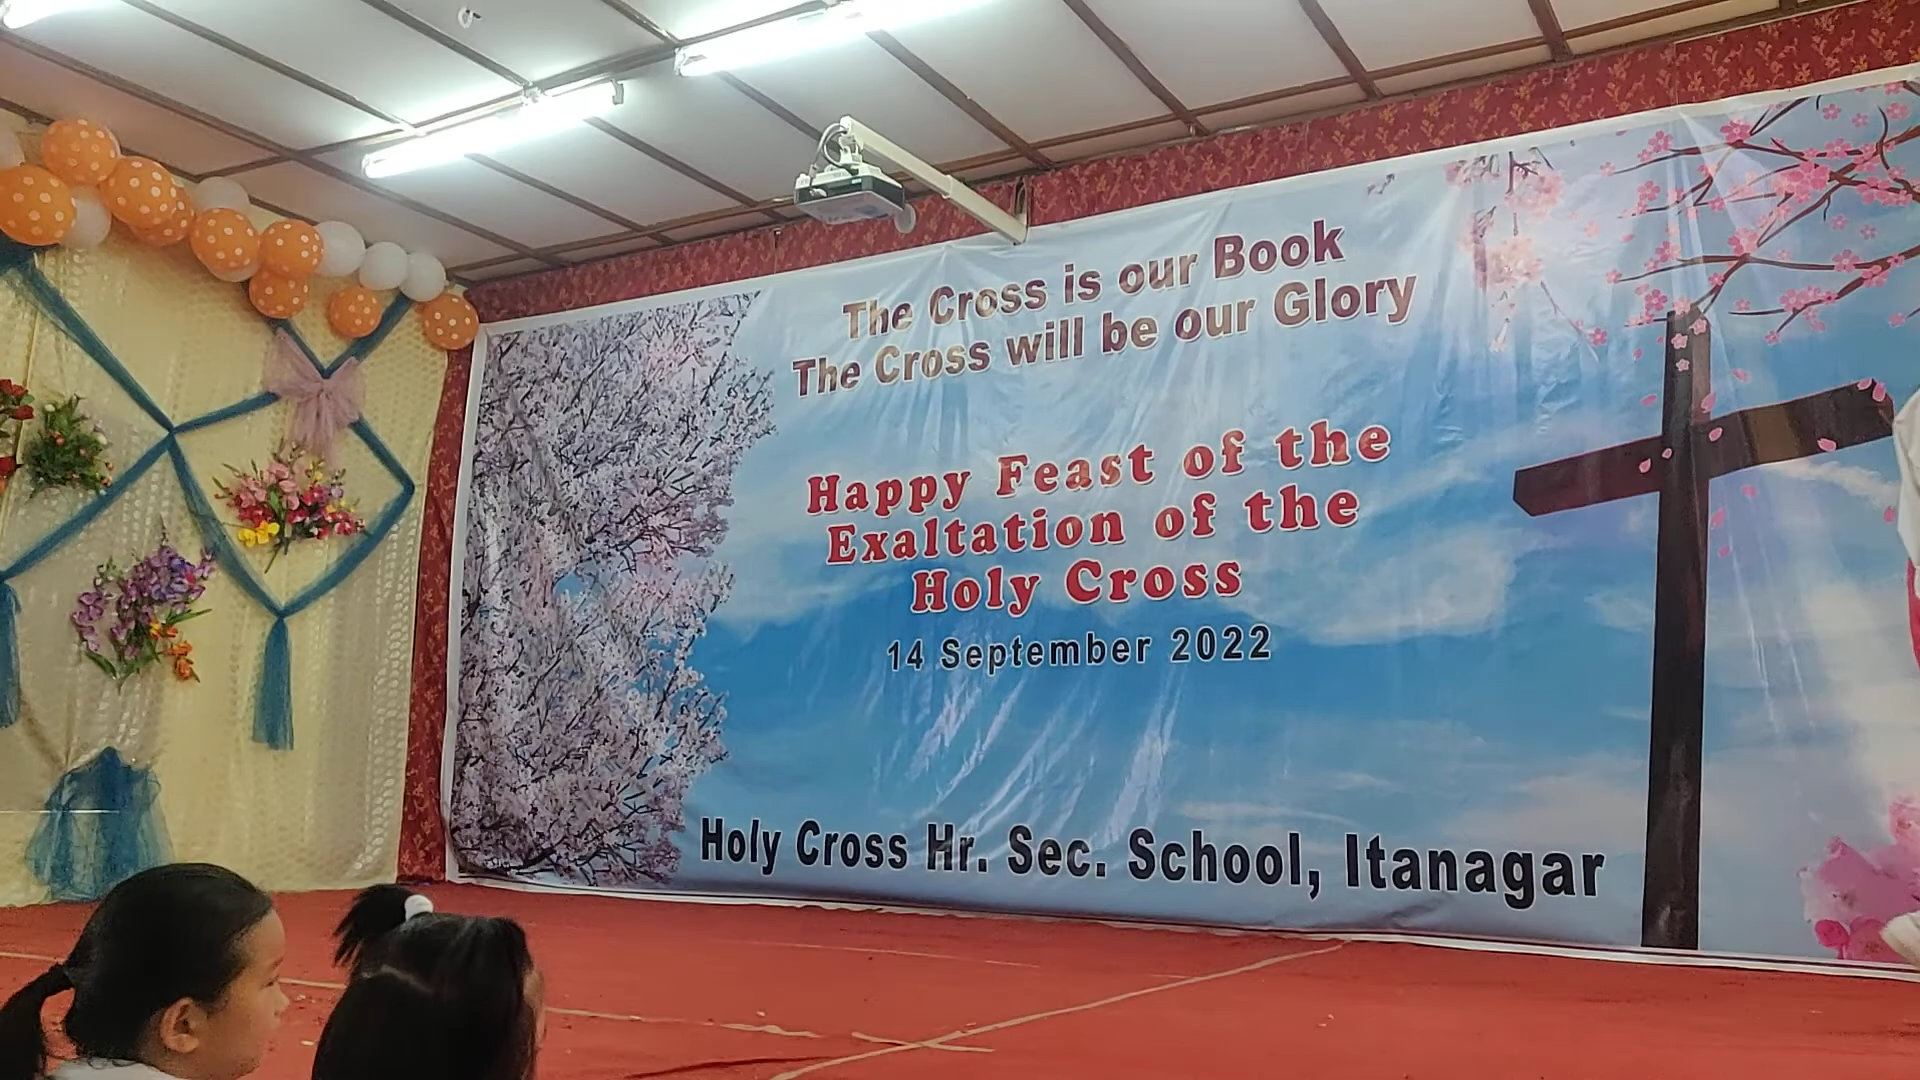 The Cross is our Book
The Cross will be our Glory
Happy Feast of the
Exaltation of the
Holy Cross
14 September 2022
Holy Cross Hr. Sec. School, Itanagar